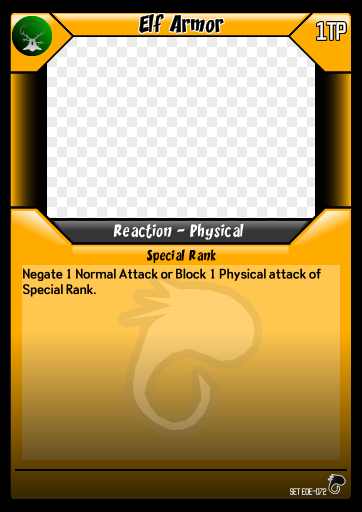 Elf Armor
1TP
Reaction - Physical
Special Rank
Negate 1 Normal Attack or Block 1 Physical attack of
Special Rank.
SET EOE-072